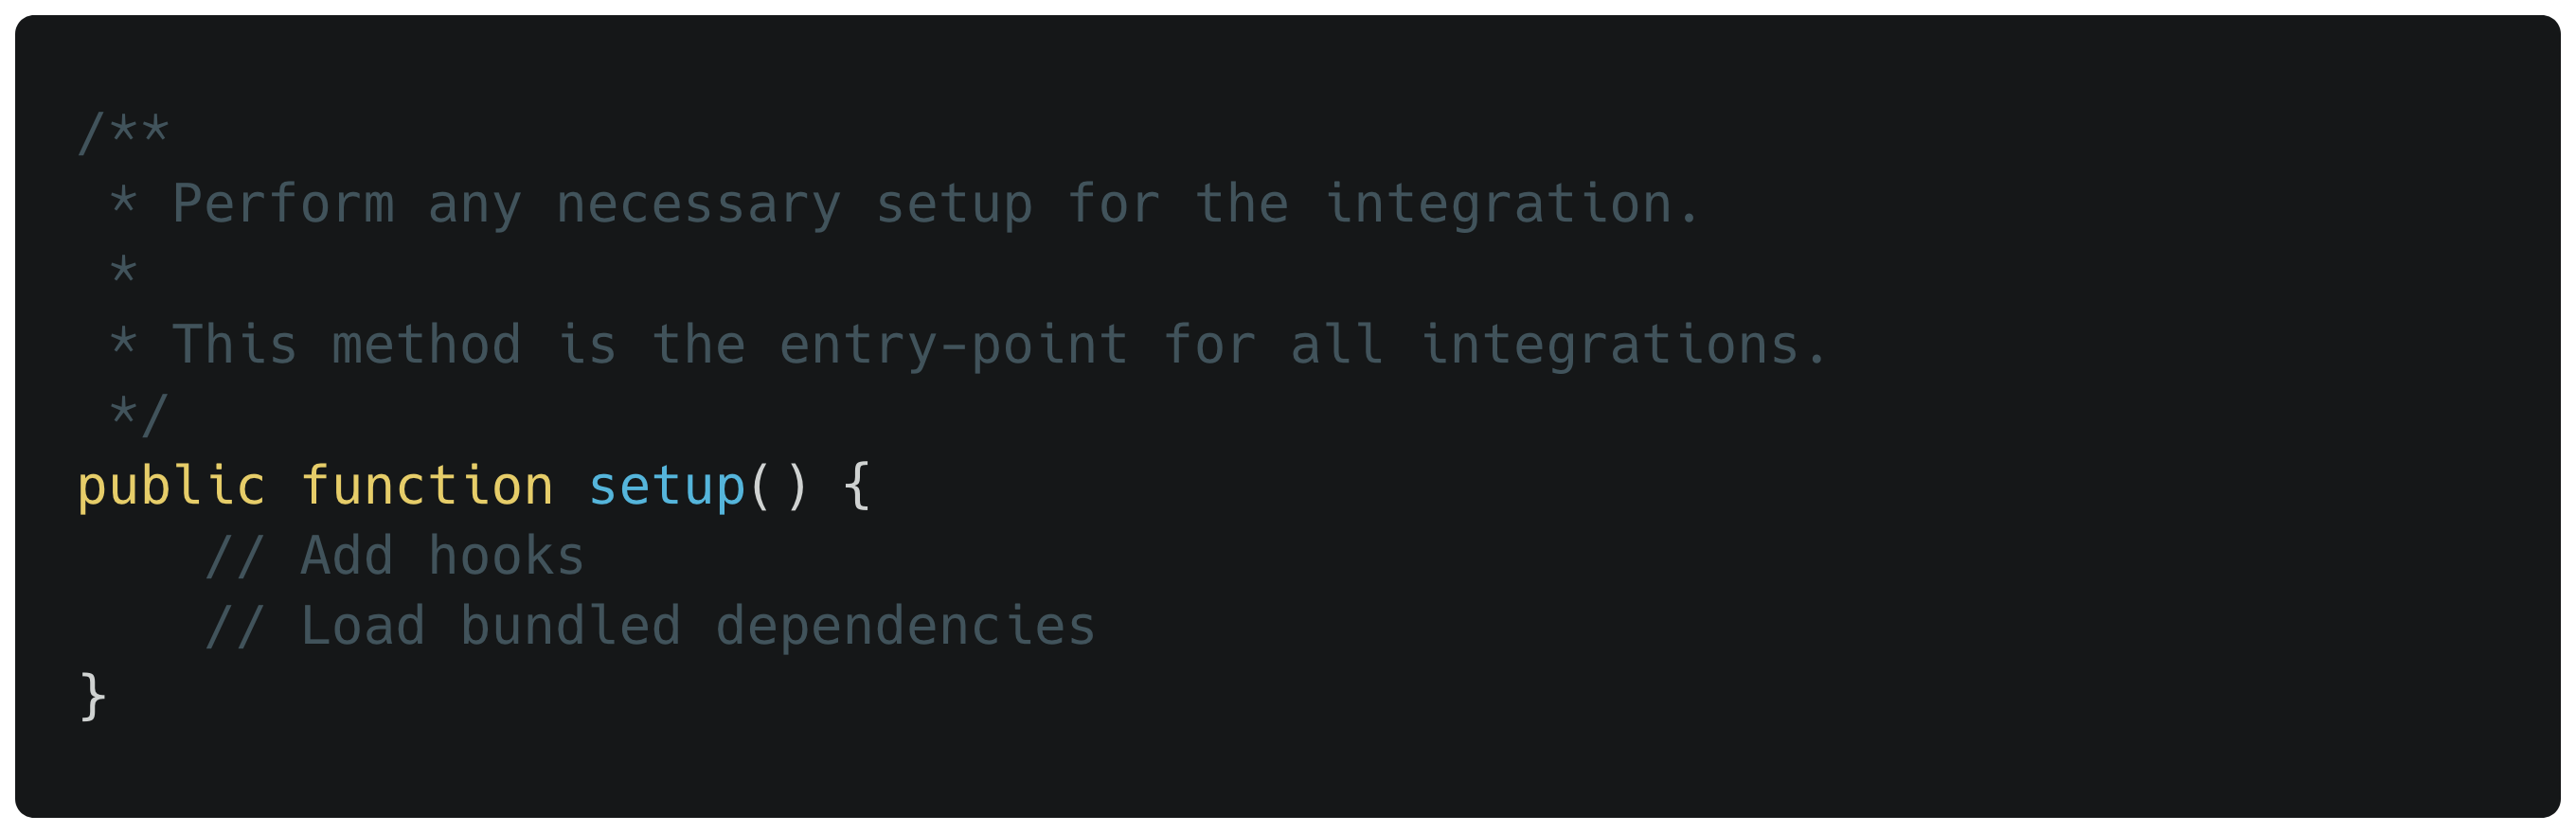 /**
 * Perform any necessary setup for the integration.
 *
 * This method is the entry-point for all integrations.
 */
public function setup() {
    // Add hooks
    // Load bundled dependencies
}